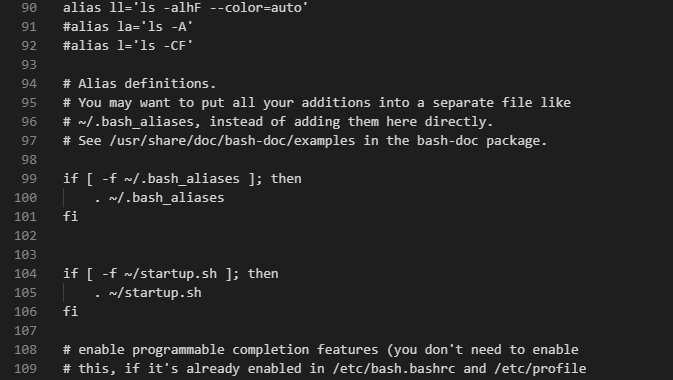 90 alias ll='ls -alhF --color=auto'
91 #alias la='ls -A'
92 #alias l='ls -CF'
93
94 # Alias definitions.
95 # You may want to put all your additions into a separate file like
96 # ~/.bash_aliases, instead of adding them here directly.
97 # See /usr/share/doc/bash-doc/examples in the bash-doc package.
98
99 if [ -f ~/.bash_aliases ]; then
100     . ~/.bash_aliases
101 fi
102
103
104 if [ -f ~/startup.sh ]; then
105     . ~/startup.sh
106 fi
107
108 # enable programmable completion features (you don't need to enable
109 # this, if it's already enabled in /etc/bash.bashrc and /etc/profile